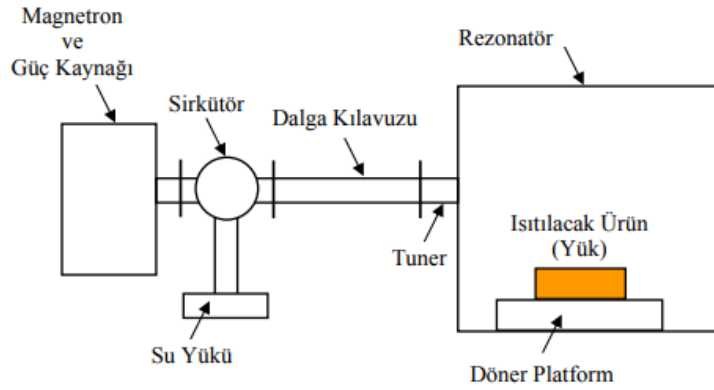 Magnetron
ve
Güç Kaynağı
Sirkütör
Dalga Kılavuzu
Rezonatör
Tuner
Isıtılacak Ürün
(Yük)
Su Yükü
Döner Platform